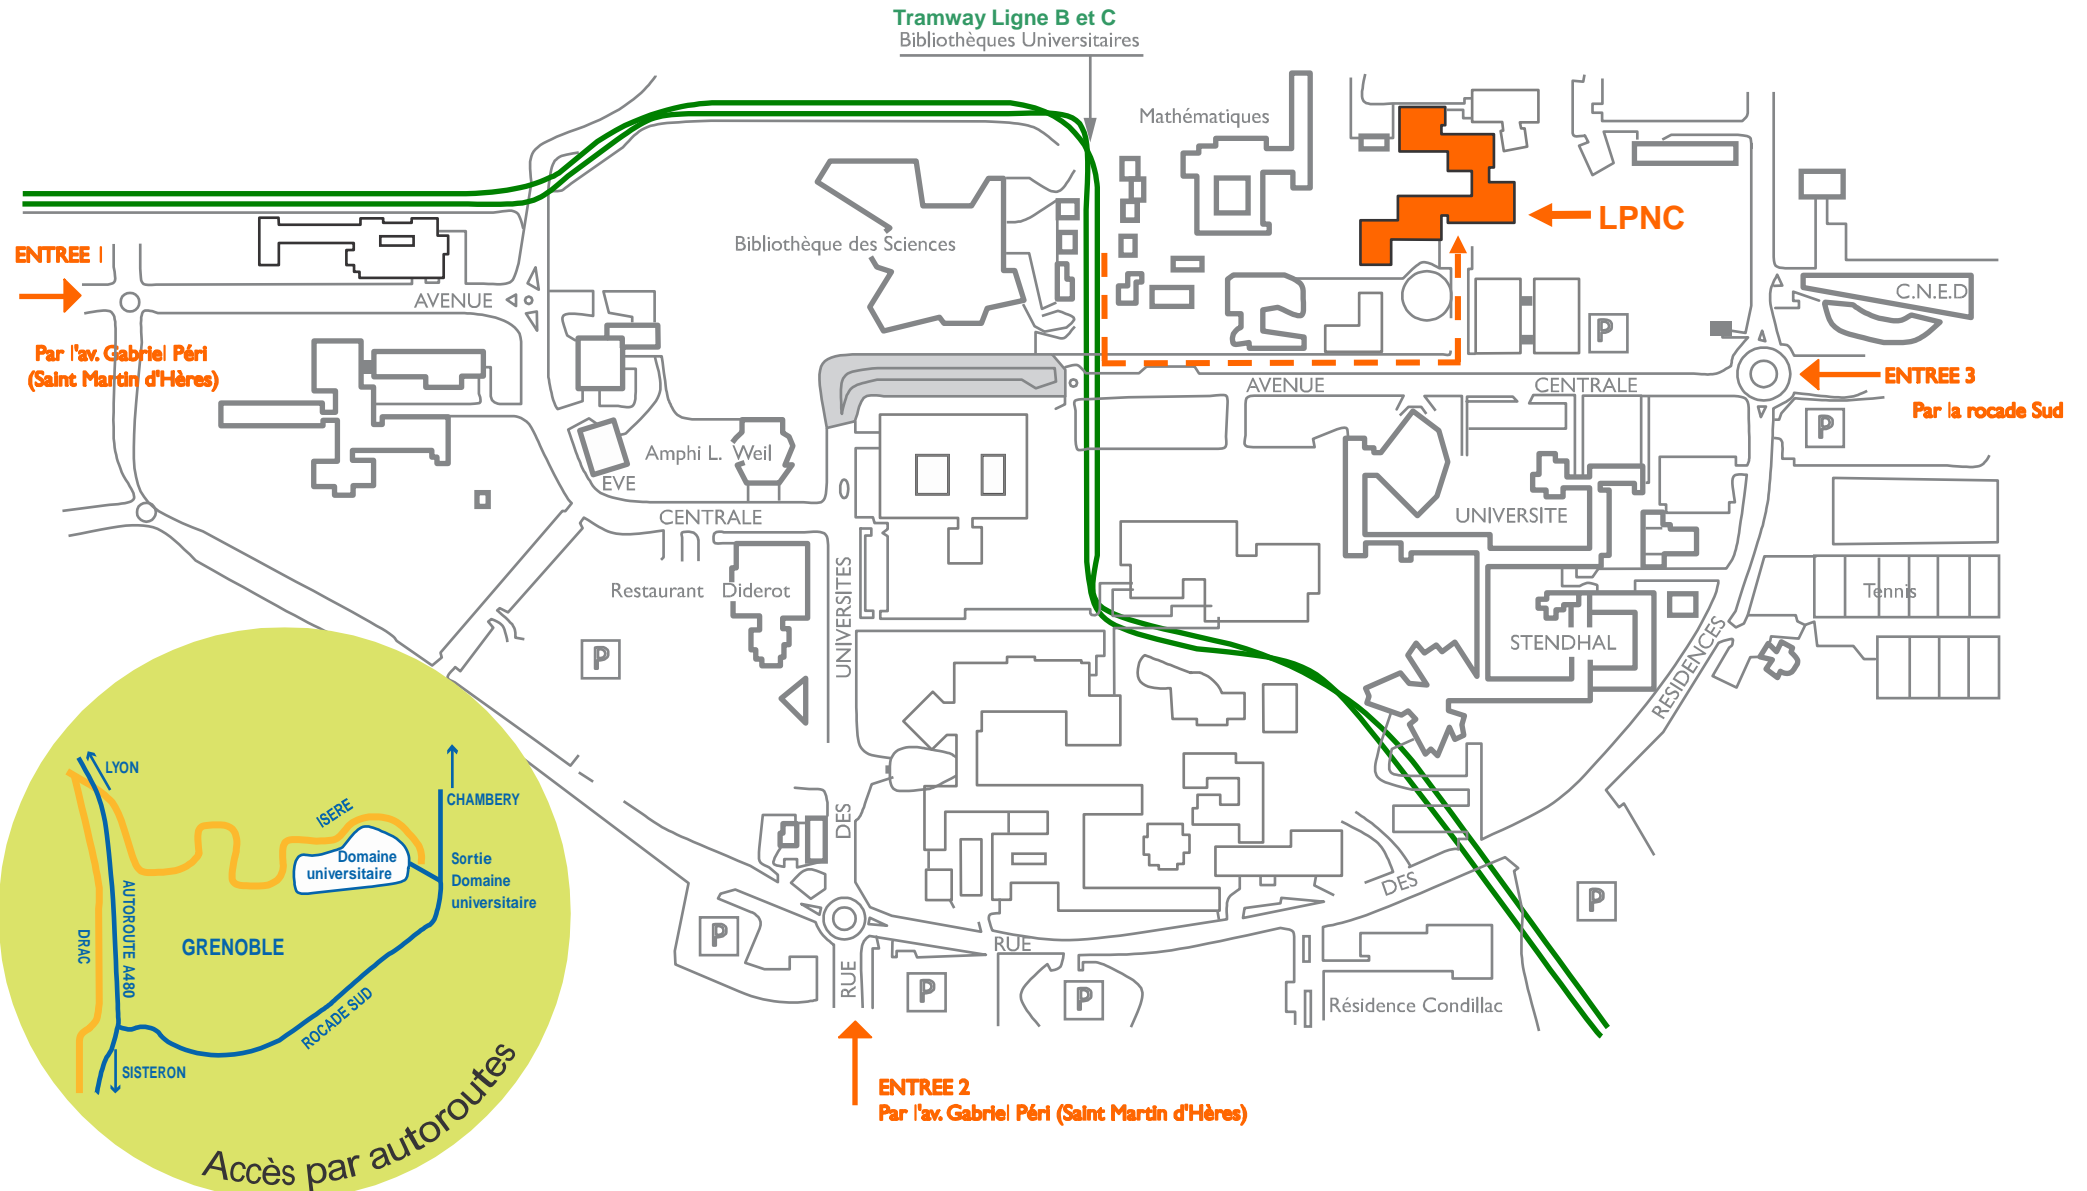 Tramway Ligne B et C
Bibliothèques Universitaires
Mathématiques
LPNC
Bibliothèque des Sciences
ENTREE 1
AVENUE
C.N.E.D
P
Par l'av. Gabriel Péri
(Saint Martin d'Hères)
AVENUE
CENTRALE
ENTREE 3
Par la rocade Sud
P
Amphi L. Weil
EVE
CENTRALE
UNIVERSITE
Restaurant Diderot
UNIVERSITES
Tennis
P
STENDHAL
RESIDENCES
LYON
CHAMBERY
ISERE
DES
Domaine
universitaire
Sortie
Domaine
universitaire
DES
P
AUTOROUTE A480
DRAC
GRENOBLE
P
RUE
RUE
P
P
Résidence Condillac
ROCADE SUD
SISTERON
ENTREE 2
Par l'av. Gabriel Péri (Saint Martin d'Hères)
Accès par autoroutes